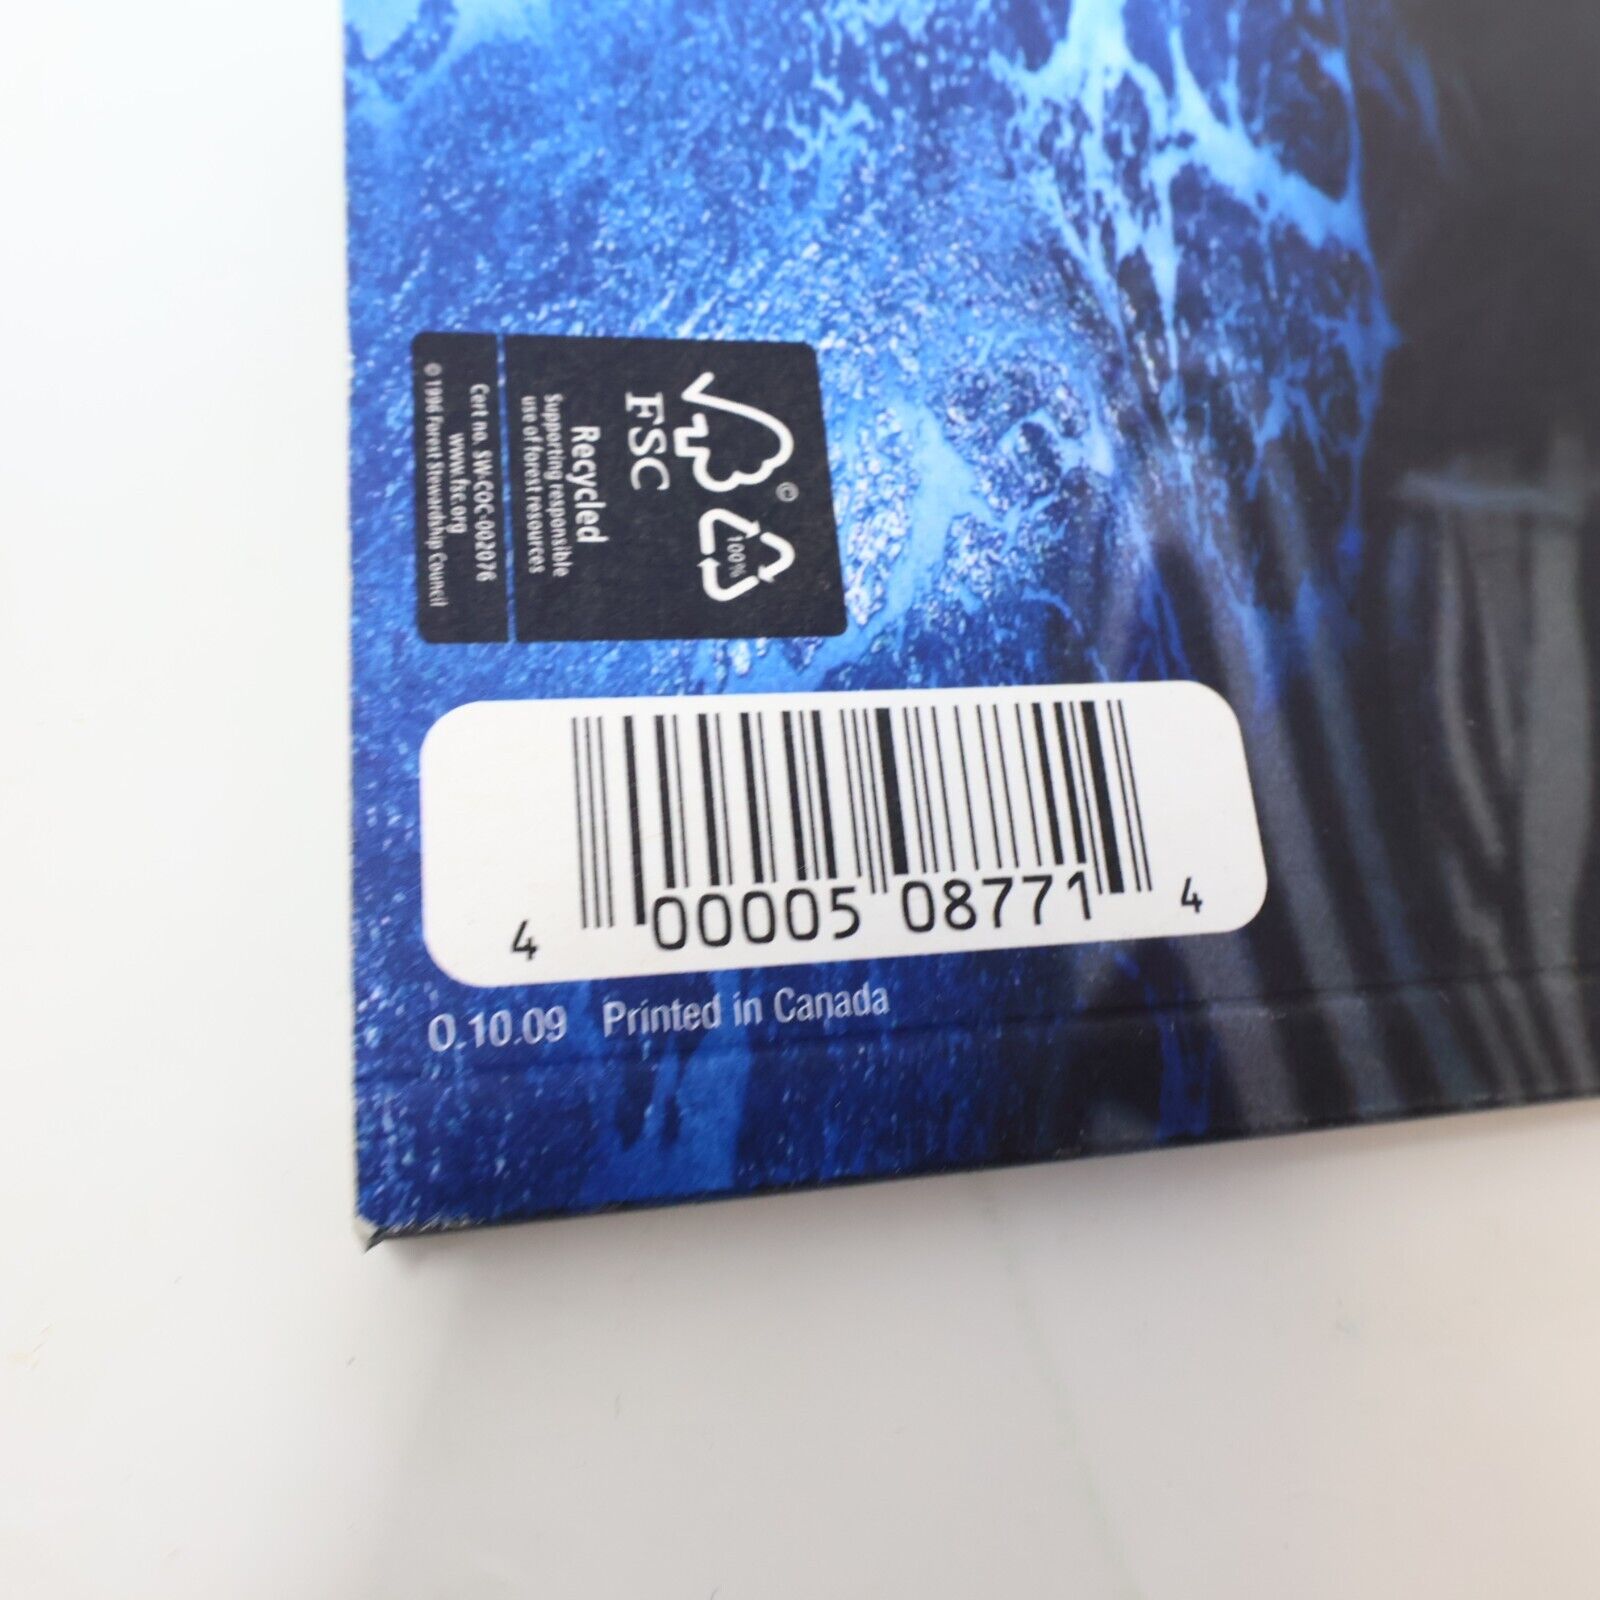 FSC
©
100%
Recycled
Supporting responsible
use of forest resources
Cert no. SW-COC-002076
www.fsc.org
© 1996 Forest Stewardship Council
4 00005 08771 4
O.10.09 Printed in Canada